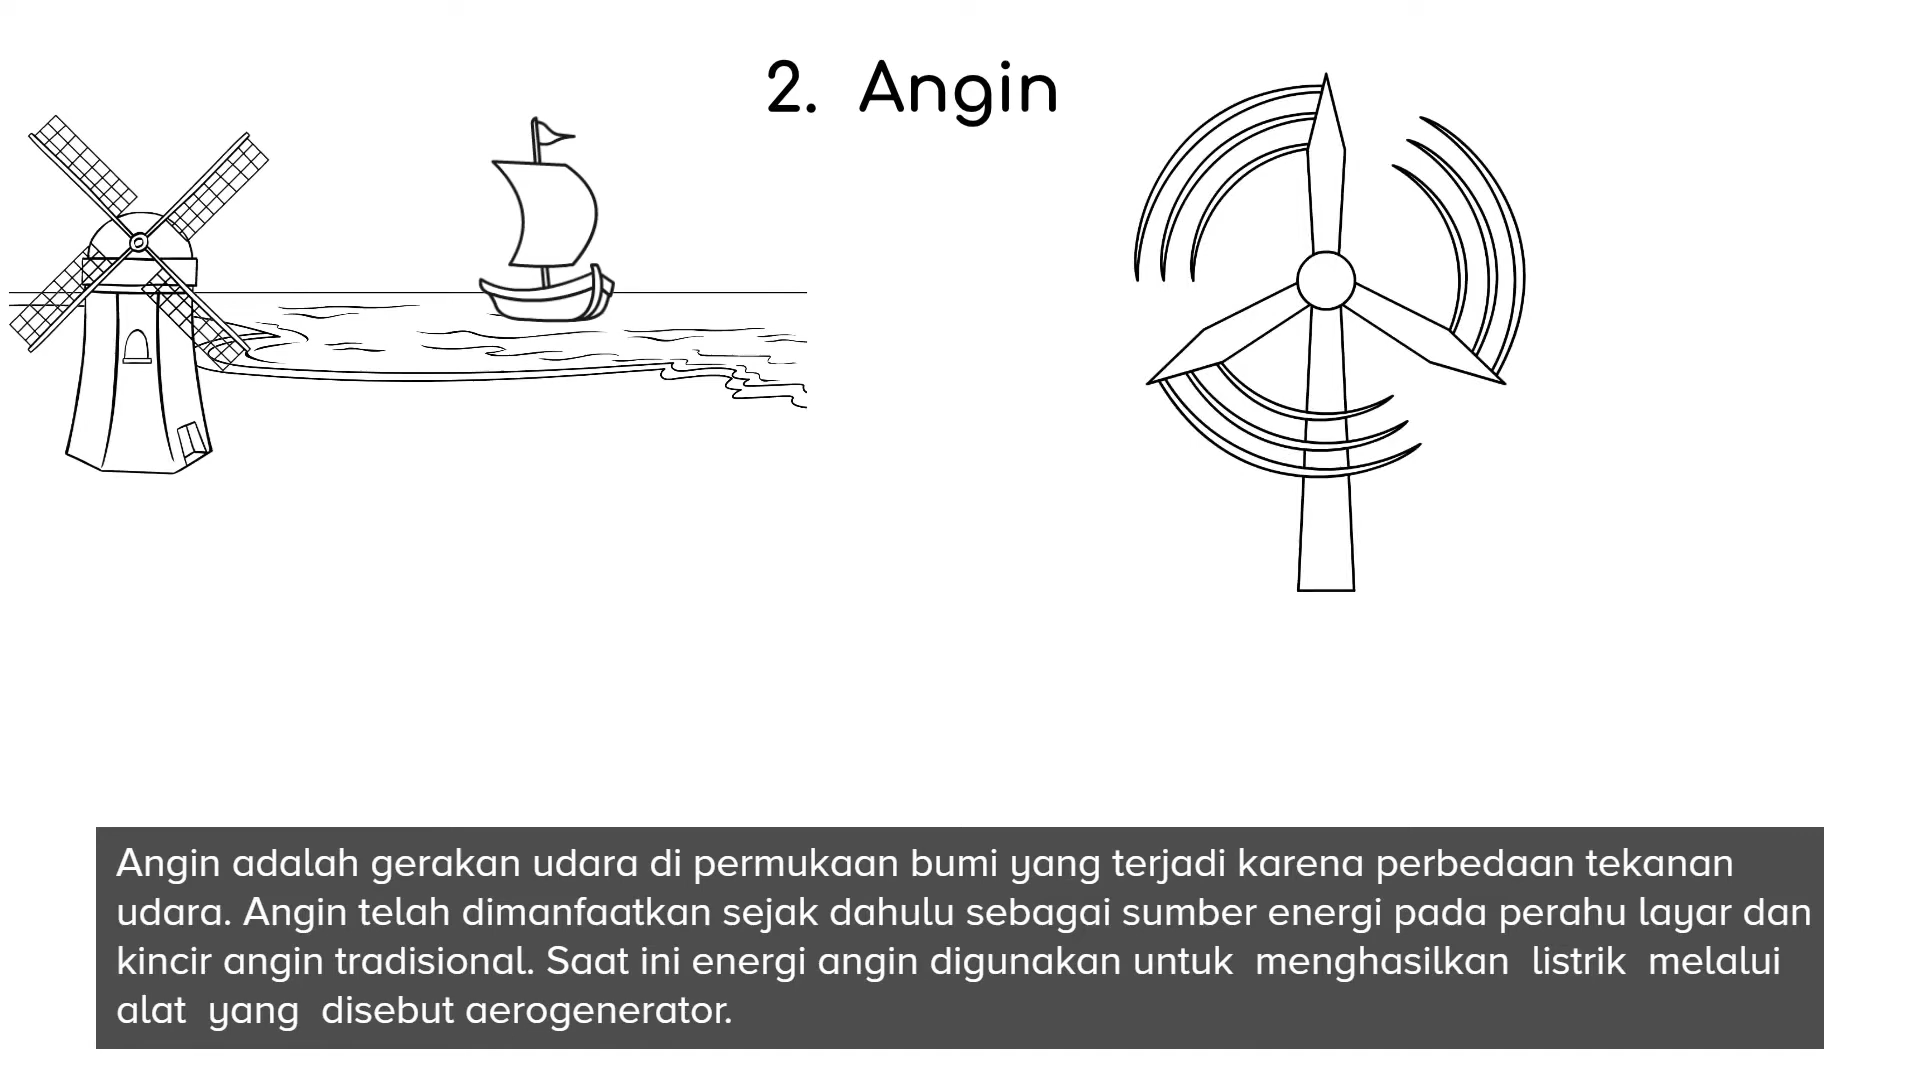 2. Angin
Angin adalah gerakan udara di permukaan bumi yang terjadi karena perbedaan tekanan
udara. Angin telah dimanfaatkan sejak dahulu sebagai sumber energi pada perahu layar dan
kincir angin tradisional. Saat ini energi angin digunakan untuk menghasilkan listrik melalui
alat yang disebut aerogenerator.